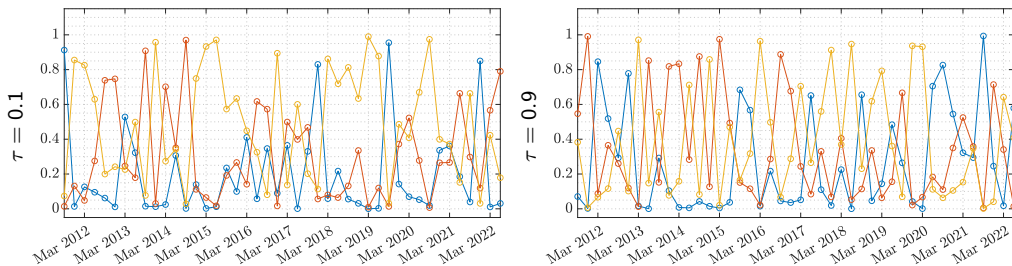 τ = 0.1
1
0.8
0.6
0.4
0.2
0
Mar 2012
Mar 2013
Mar 2014
Mar 2015
Mar 2016
Mar 2017
Mar 2018
Mar 2019
Mar 2020
Mar 2021
Mar 2022
τ = 0.9
1
0.8
0.6
0.4
0.2
0
Mar 2012
Mar 2013
Mar 2014
Mar 2015
Mar 2016
Mar 2017
Mar 2018
Mar 2019
Mar 2020
Mar 2021
Mar 2022